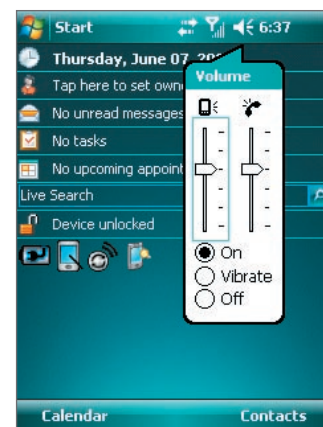 Start 6:37
Thursday, June 07,
Volume
Tap here to set own
No unread messages
No tasks
No upcoming appoint
Live Search
Device unlocked
On
Vibrate
Off
Calendar Contacts